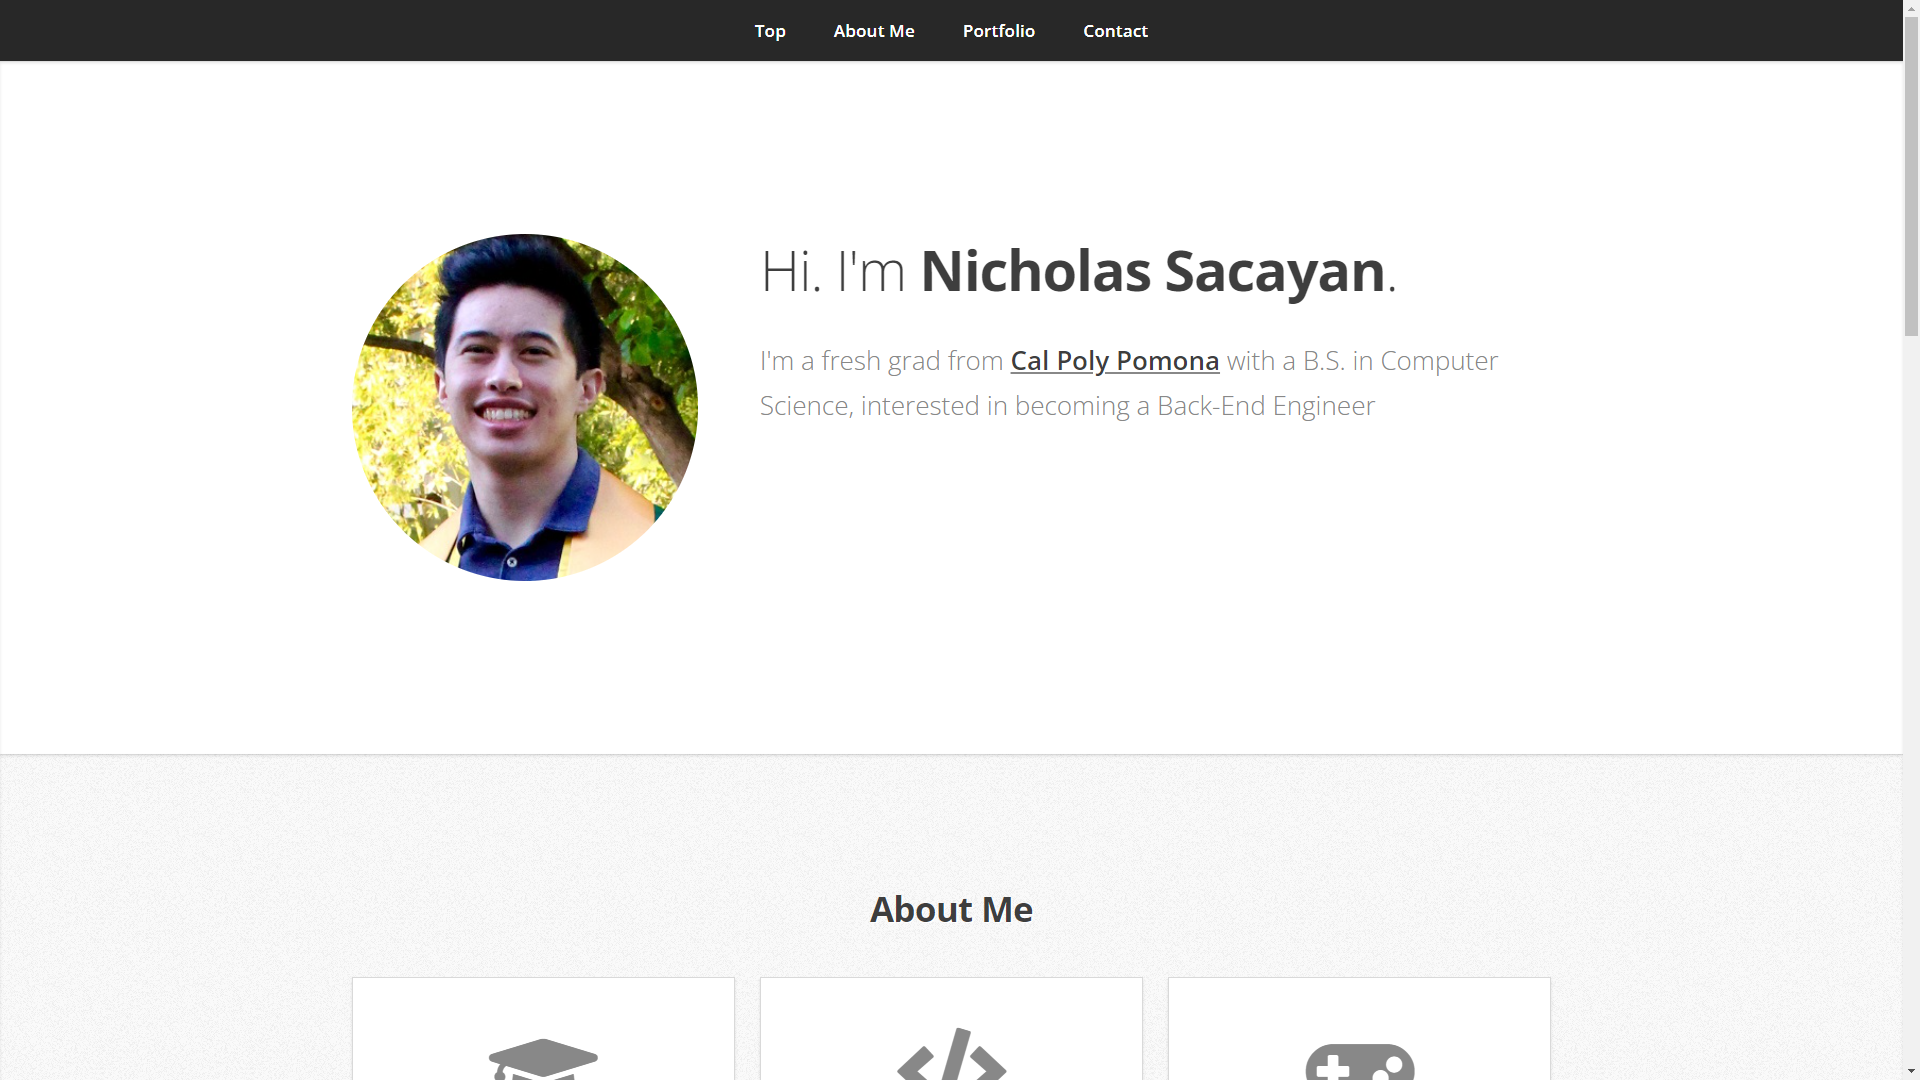 Top
About Me
Portfolio
Contact
Hi. I'm Nicholas Sacayan.
I'm a fresh grad from Cal Poly Pomona with a B.S. in Computer
Science, interested in becoming a Back-End Engineer
About Me